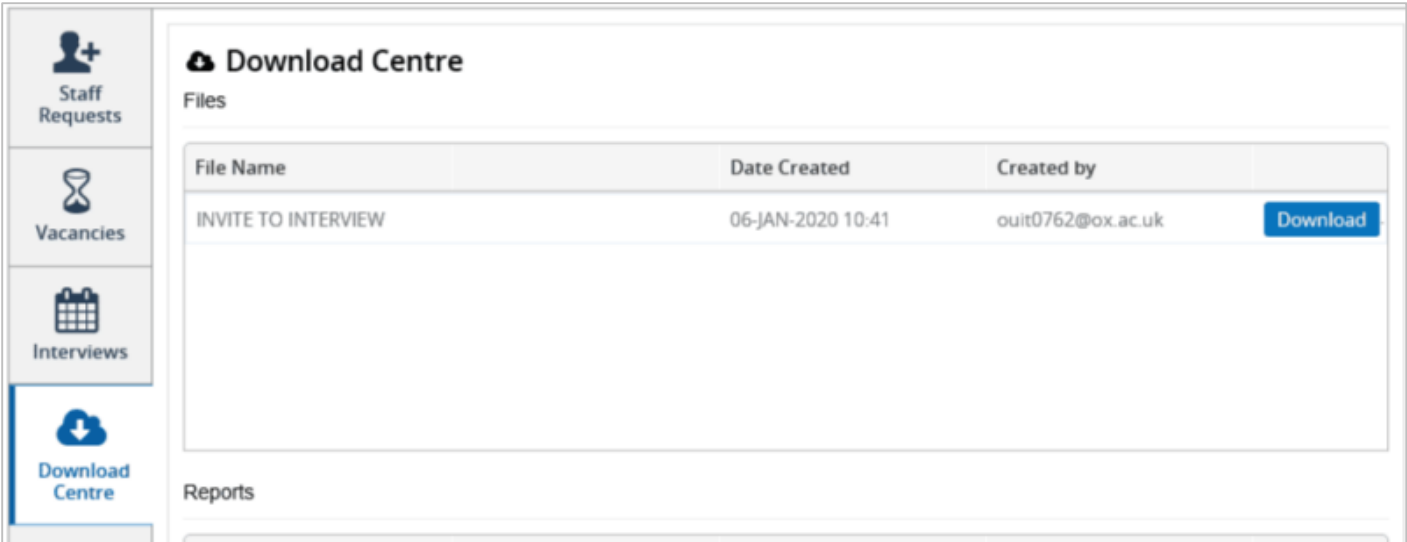 Staff
Requests
Vacancies
Interviews
Download
Centre
Download Centre
Files
File Name Date Created Created by
INVITE TO INTERVIEW 06-JAN-2020 10:41 ouit0762@ox.ac.uk Download
Reports